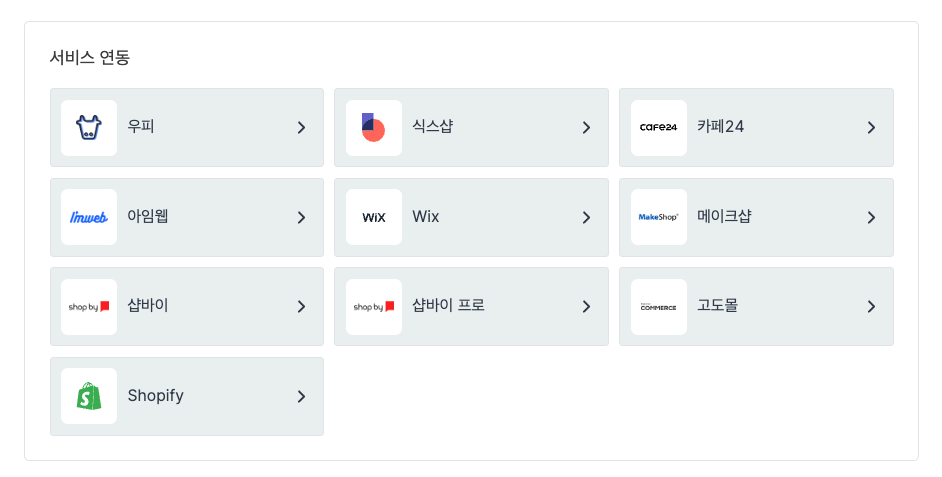 서비스 연동
우피
식스샵
CAFE24 카페24
I'mweb 아임웹
WiX Wix
MakeShop 메이크샵
shop by 샵바이
shop by 샵바이 프로
COMMERCE 고도몰
Shopify